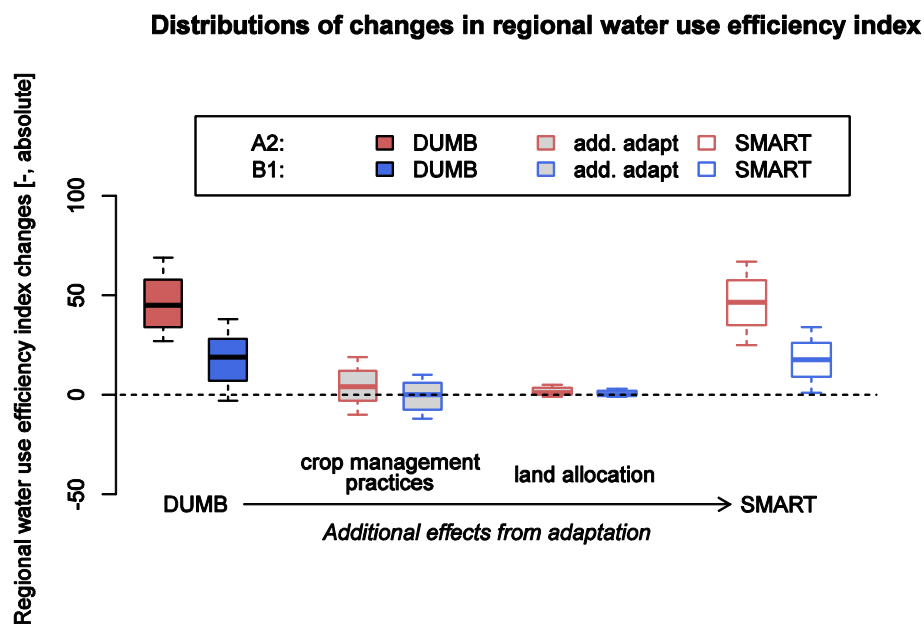 Distributions of changes in regional water use efficiency index
Regional water use efficiency index changes [-, absolute]
A2: DUMB add. adapt SMART
B1: DUMB add. adapt SMART
100
50
0
-50
crop management
practices
land allocation
DUMB SMART
Additional effects from adaptation